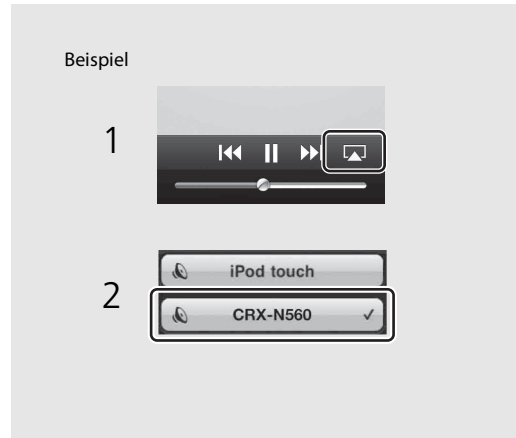 Beispiel
1
2
iPod touch
CRX-N560 ✓